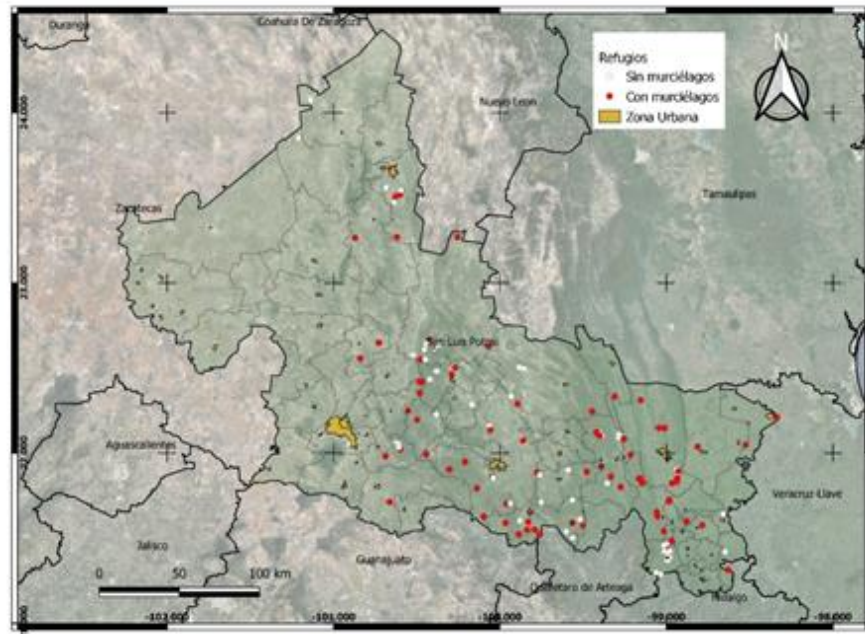 Durango
Coahuila De Zaragoza
Nuevo León
Refugios
Sin murciélagos
Con murciélagos
Zona Urbana
N
24.000
Zacatecas
Tamaulipas
23.000
San Luis Potosí
Aguascalientes
22.000
Veracruz-Llave
Jalisco
Guanajuato
Querétaro de Arteaga
Hidalgo
0 50 100 km
-102.000 -101.000 -100.000 -99.000 -98.000